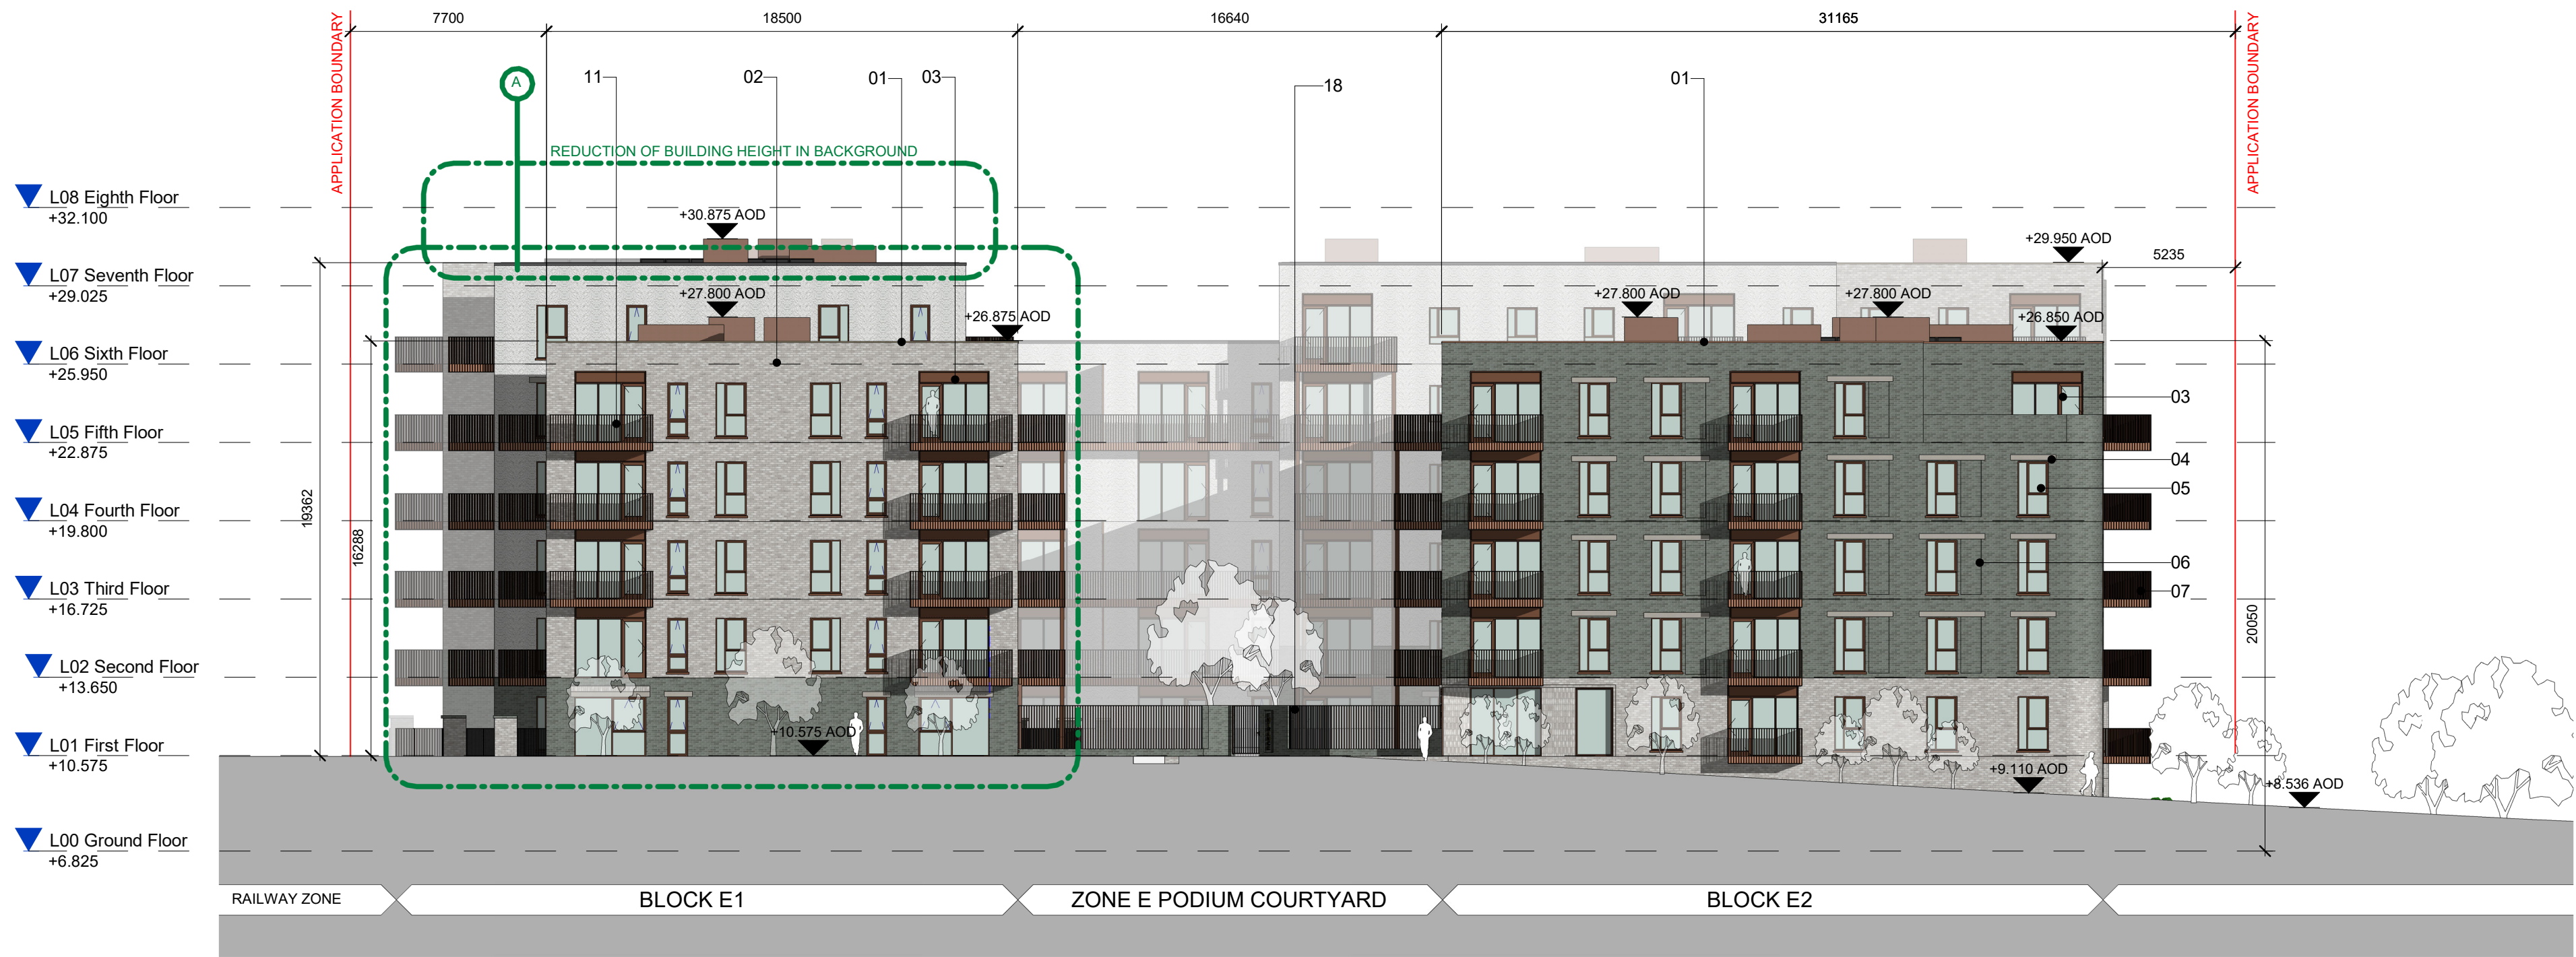 7700
18500
16640
31165
APPLICATION BOUNDARY
APPLICATION BOUNDARY
A
11
02
01
03
18
01
REDUCTION OF BUILDING HEIGHT IN BACKGROUND
L08 Eighth Floor
+32.100
+30.875 AOD
+29.950 AOD
5235
L07 Seventh Floor
+29.025
+27.800 AOD
+27.800 AOD
+27.800 AOD
+26.875 AOD
+26.850 AOD
L06 Sixth Floor
+25.950
03
L05 Fifth Floor
+22.875
04
05
L04 Fourth Floor
+19.800
19362
16288
06
L03 Third Floor
+16.725
07
20050
L02 Second Floor
+13.650
L01 First Floor
+10.575
+10.575 AOD
+9.110 AOD
+8.536 AOD
L00 Ground Floor
+6.825
RAILWAY ZONE
BLOCK E1
ZONE E PODIUM COURTYARD
BLOCK E2